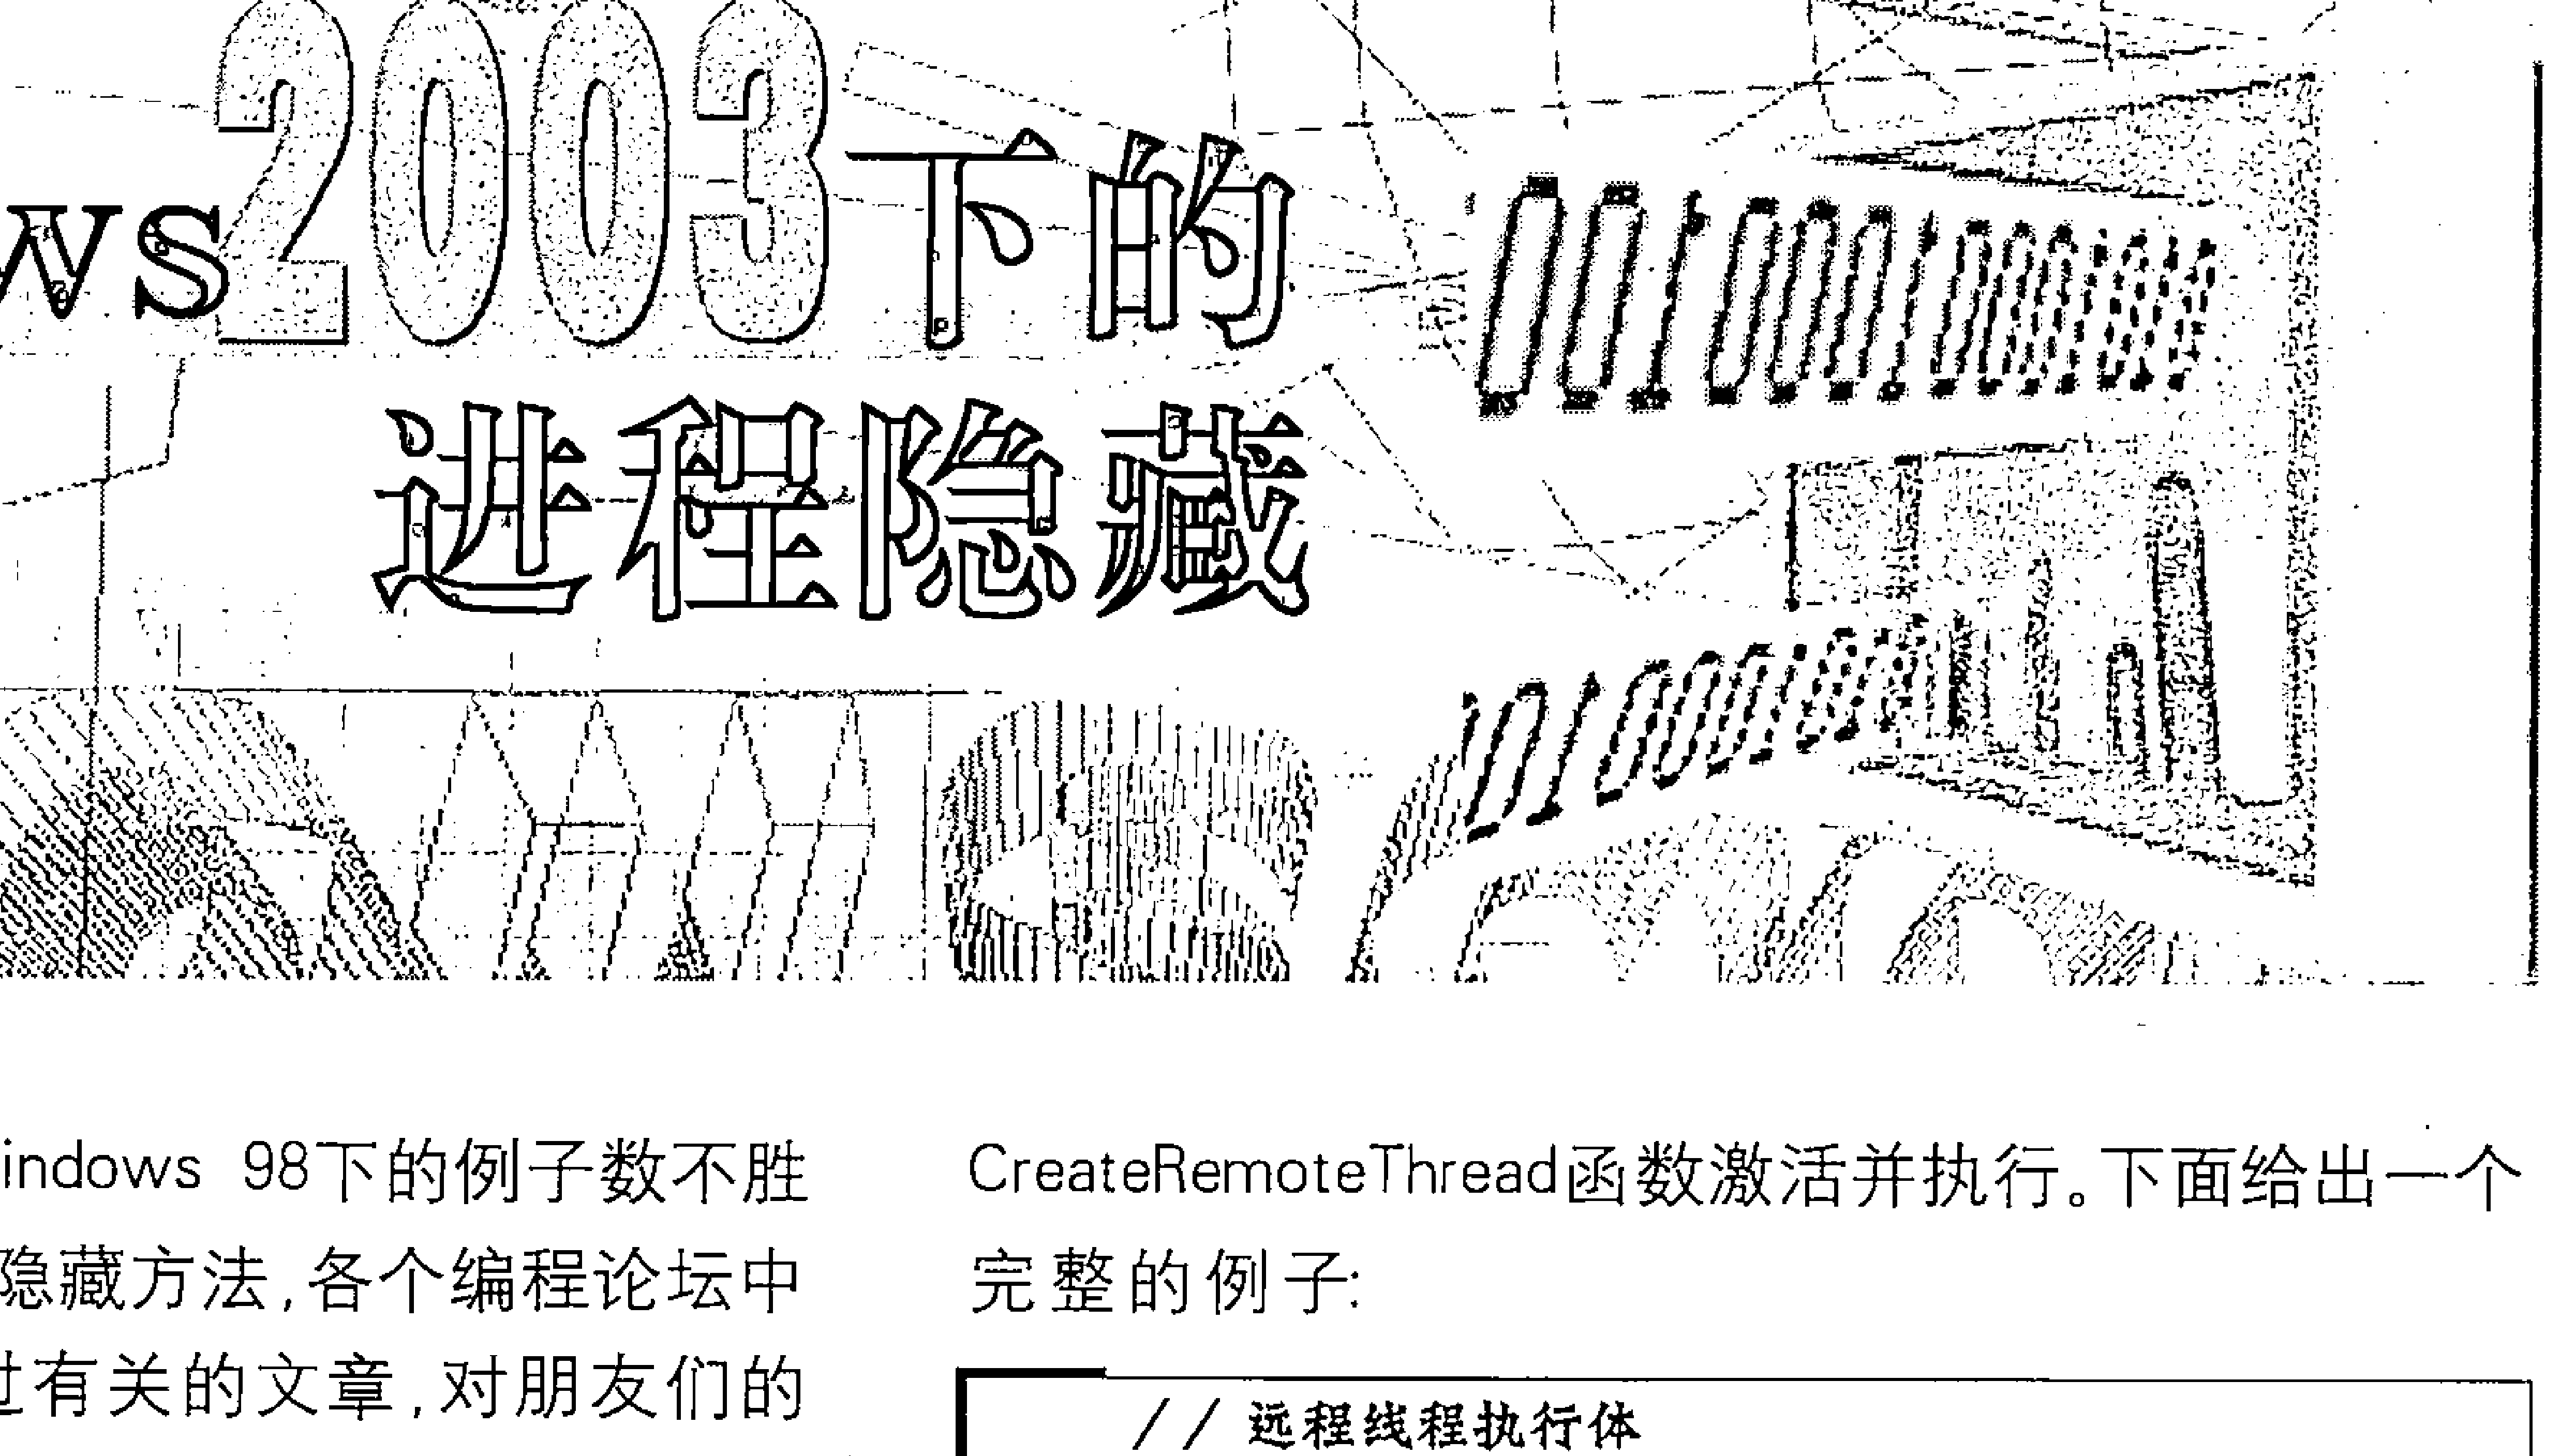 ws2003下的
进程隐藏
indows 98下的例子数不胜
隐藏方法,各个编程论坛中
过有关的文章,对朋友们的
CreateRemoteThread函数激活并执行。下面给出一个
完整的例子:
// 远程线程执行体